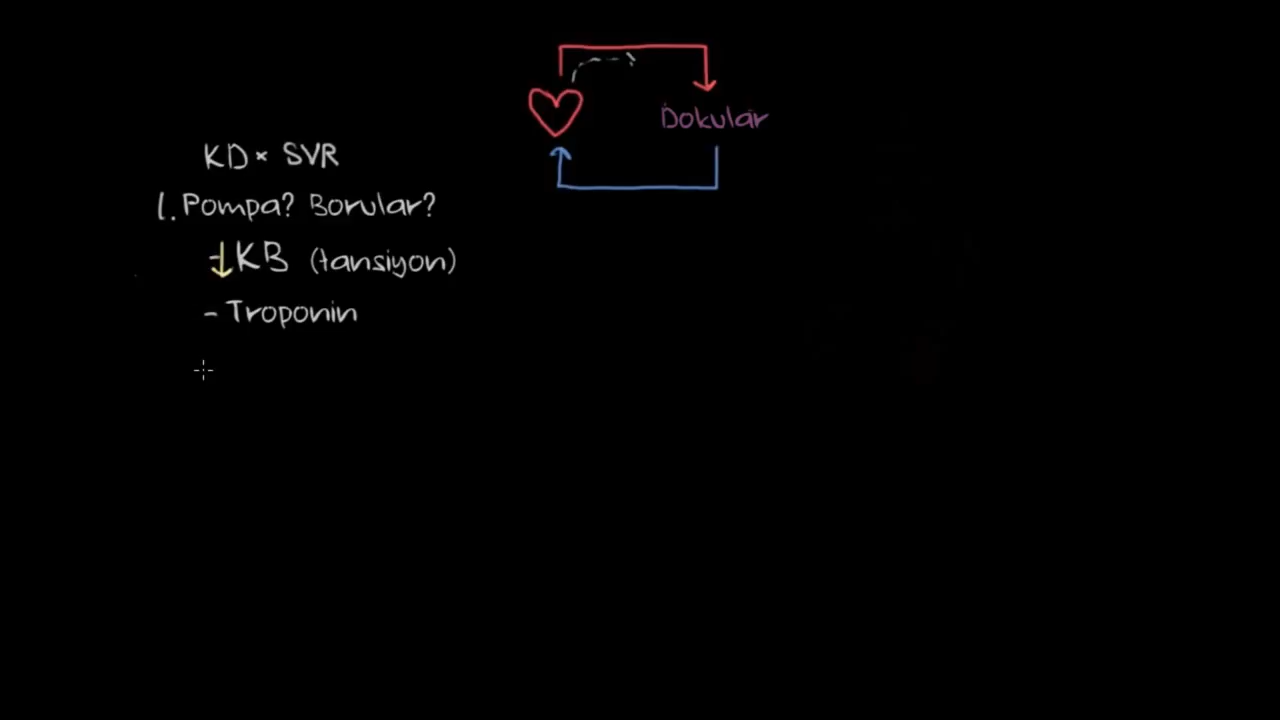 Dokular
KD × SVR
1. Pompa? Borular?
- ↓ KB (tansiyon)
- Troponin